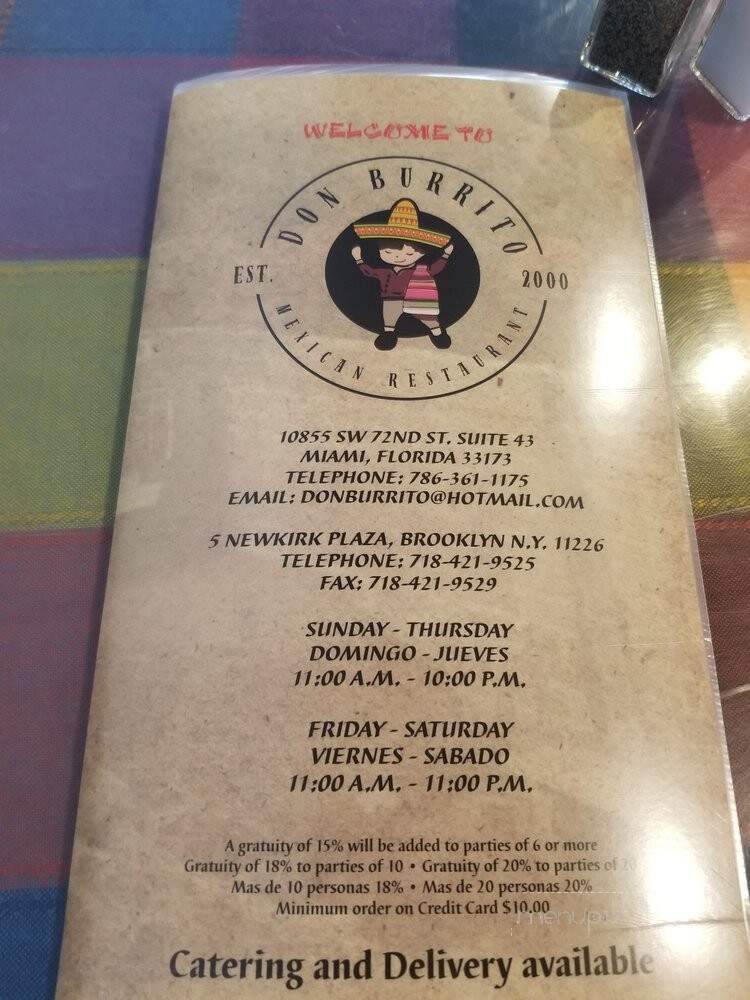 WELCOME TO
DON BURRITO
EST. 2000
MEXICAN RESTAURANT
10855 SW 72ND ST. SUITE 43
MIAMI, FLORIDA 33173
TELEPHONE: 786-361-1175
EMAIL: DONBURRITO@HOTMAIL.COM
5 NEWKIRK PLAZA, BROOKLYN N.Y. 11226
TELEPHONE: 718-421-9525
FAX: 718-421-9529
SUNDAY - THURSDAY
DOMINGO - JUEVES
11:00 A.M. - 10:00 P.M.
FRIDAY - SATURDAY
VIERNES - SABADO
11:00 A.M. - 11:00 P.M.
A gratuity of 15% will be added to parties of 6 or more
Gratuity of 18% to parties of 10 • Gratuity of 20% to parties of 20
Mas de 10 personas 18% • Mas de 20 personas 20%
Minimum order on Credit Card $10.00
Catering and Delivery available